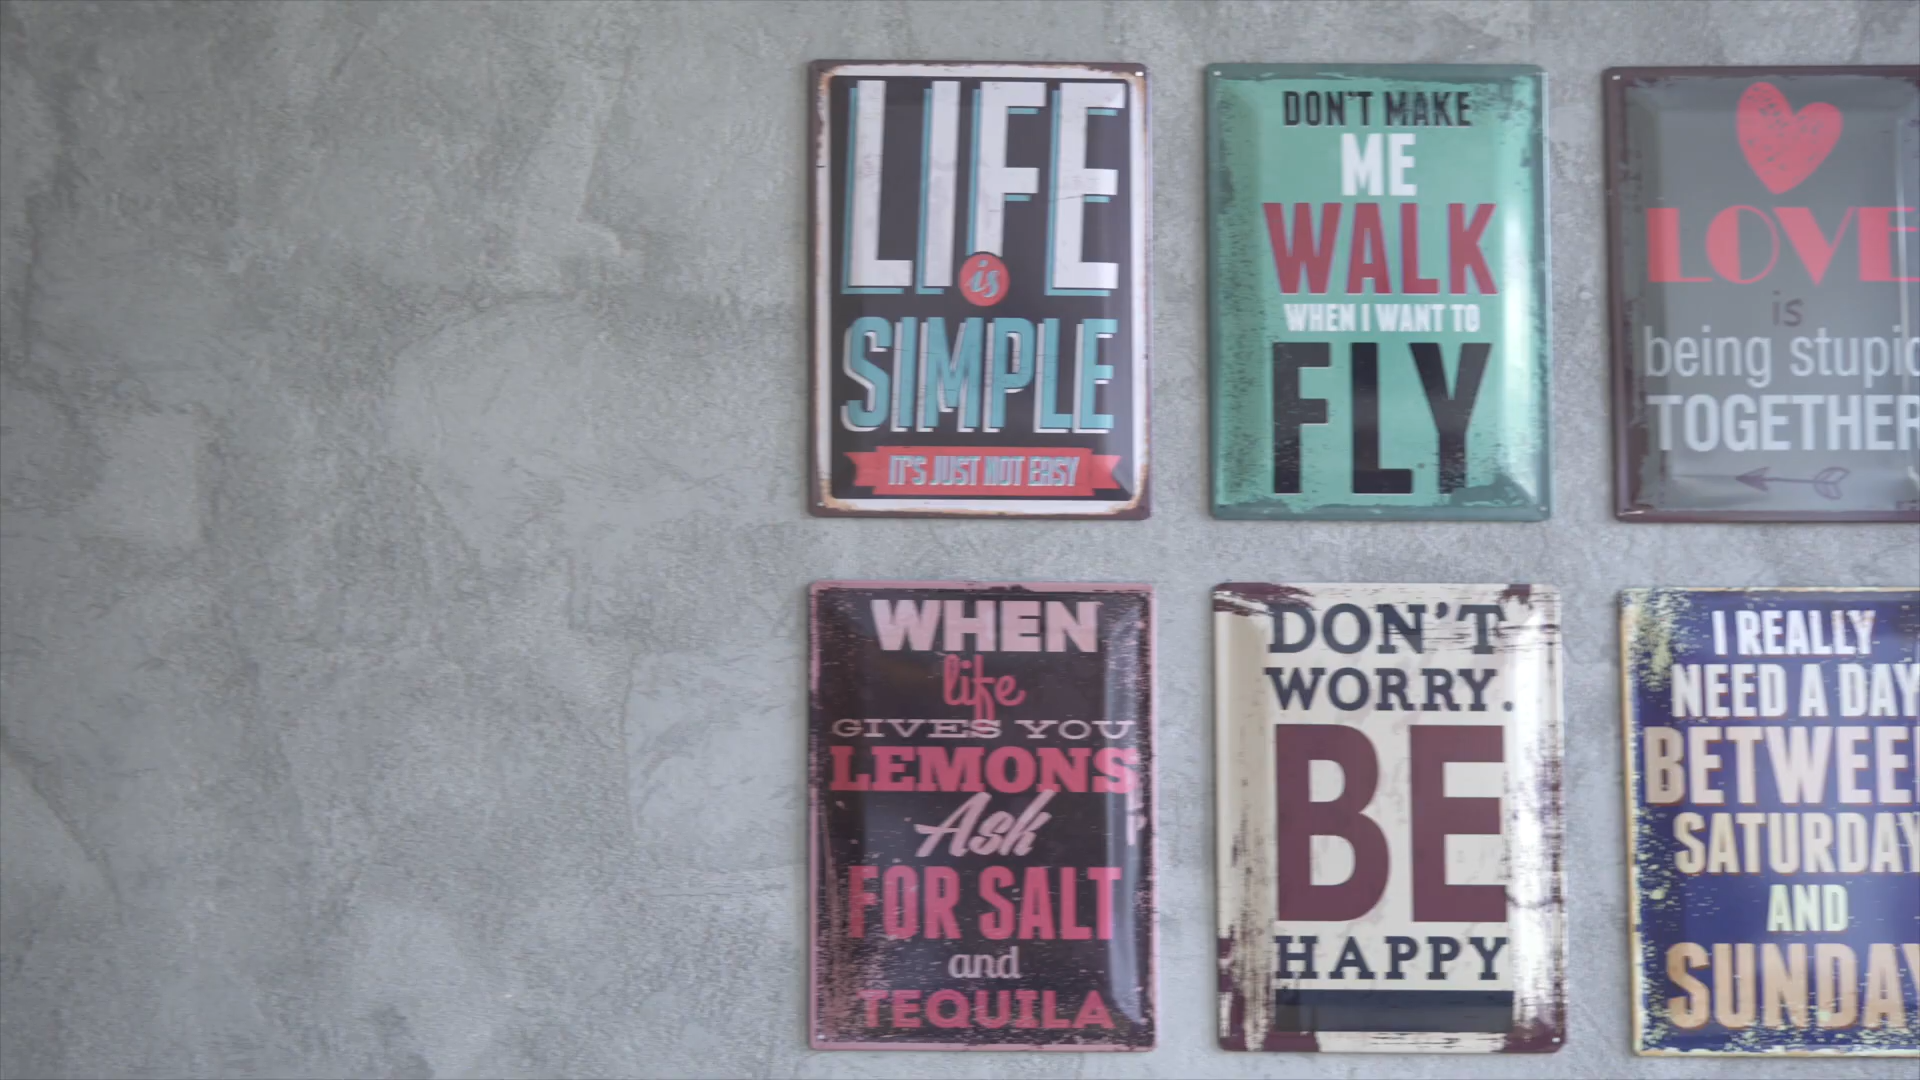 LIFE
is
SIMPLE
IT'S JUST NOT EASY
DON'T MAKE
ME
WALK
WHEN I WANT TO
FLY
LOVE
is
being stupid
TOGETHER
WHEN
life
GIVES YOU
LEMONS
Ask
FOR SALT
and
TEQUILA
DON'T
WORRY.
BE
HAPPY
I REALLY
NEED A DAY
BETWEEN
SATURDAY
AND
SUNDAY